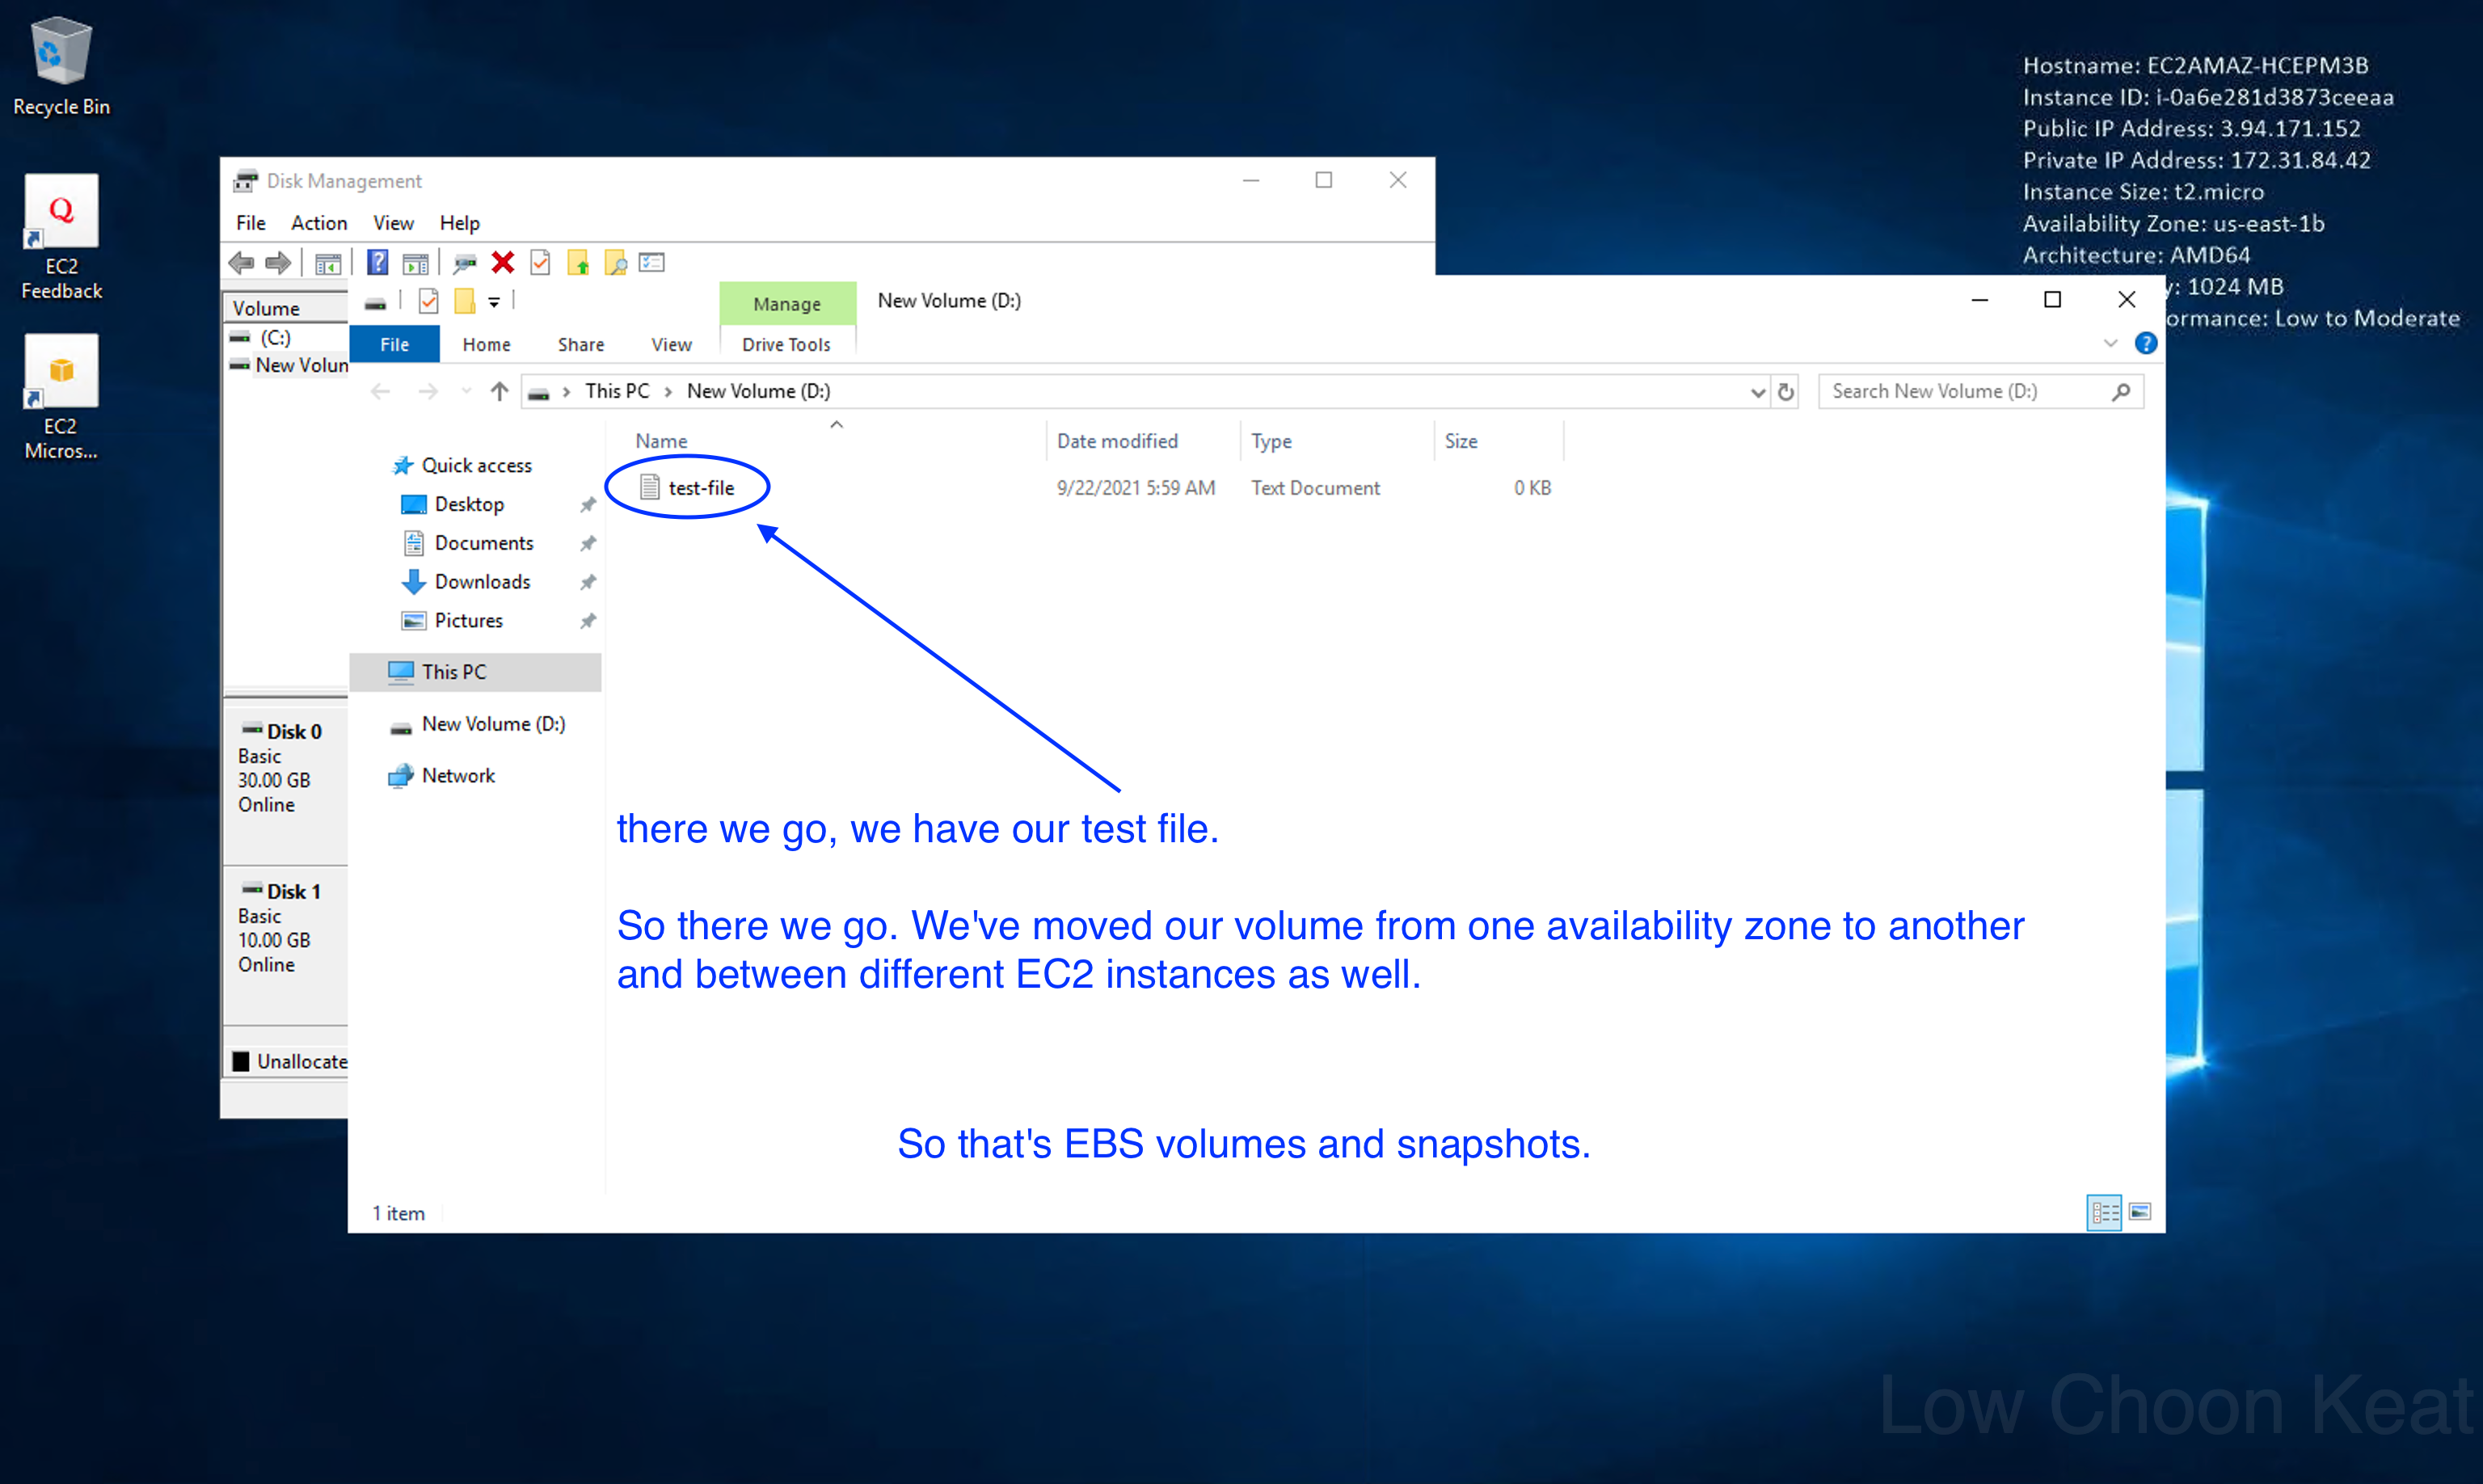 Recycle Bin
EC2
Feedback
EC2
Micros...
Hostname: EC2AMAZ-HCEPM3B
Instance ID: i-0a6e281d3873ceeaa
Public IP Address: 3.94.171.152
Private IP Address: 172.31.84.42
Instance Size: t2.micro
Availability Zone: us-east-1b
Architecture: AMD64
: 1024 MB
ormance: Low to Moderate
Disk Management
File Action View Help
Volume
(C:)
New Volun
Manage New Volume (D:)
File Home Share View Drive Tools
This PC > New Volume (D:)
Search New Volume (D:)
Name Date modified Type Size
test-file 9/22/2021 5:59 AM Text Document 0 KB
Quick access
Desktop
Documents
Downloads
Pictures
This PC
New Volume (D:)
Network
Disk 0
Basic
30.00 GB
Online
Disk 1
Basic
10.00 GB
Online
Unallocate
there we go, we have our test file.
So there we go. We've moved our volume from one availability zone to another
and between different EC2 instances as well.
So that's EBS volumes and snapshots.
1 item
Low Choon Keat